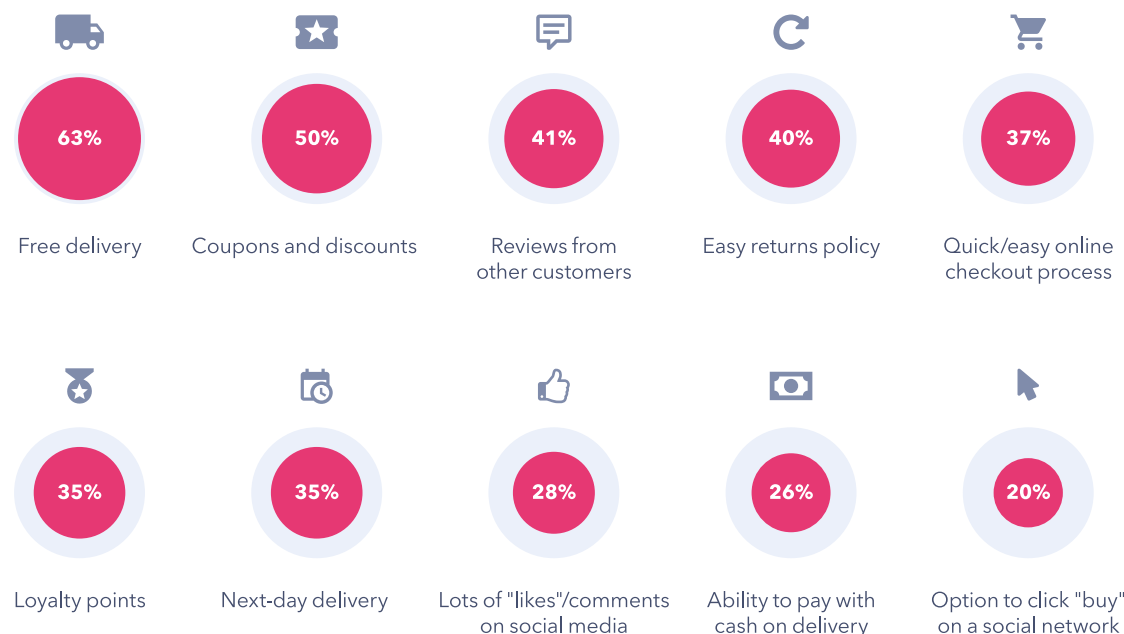 63%
50%
41%
40%
37%
Free delivery
Coupons and discounts
Reviews from
other customers
Easy returns policy
Quick/easy online
checkout process
35%
35%
28%
26%
20%
Loyalty points
Next-day delivery
Lots of "likes"/comments
on social media
Ability to pay with
cash on delivery
Option to click "buy"
on a social network